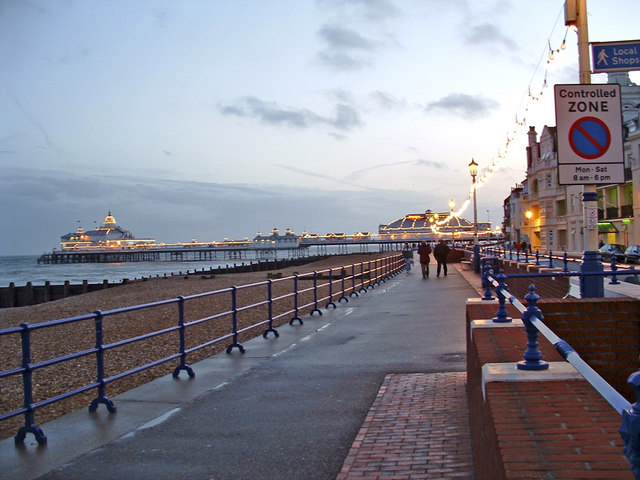 Local
Shops
Controlled
ZONE
Mon - Sat
8 am - 6 pm